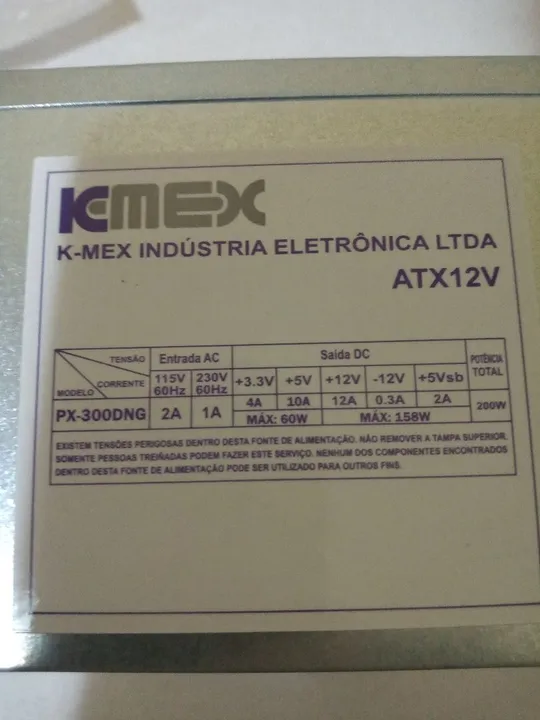 K-MEX
K-MEX INDÚSTRIA ELETRÔNICA LTDA
ATX12V
TENSÃO
CORRENTE
MODELO
Entrada AC
Saída DC
POTÊNCIA TOTAL
115V 60Hz
230V 60Hz
+3.3V
+5V
+12V
-12V
+5Vsb
PX-300DNG
2A
1A
4A
10A
12A
0.3A
2A
200W
MÁX: 60W
MÁX: 158W
EXISTEM TENSÕES PERIGOSAS DENTRO DESTA FONTE DE ALIMENTAÇÃO. NÃO REMOVER A TAMPA SUPERIOR.
SOMENTE PESSOAS TREIÑADAS PODEM FAZER ESTE SERVIÇO. NENHUM DOS COMPONENTES ENCONTRADOS
DENTRO DESTA FONTE DE ALIMENTAÇÃO PODE SER UTILIZADO PARA OUTROS FINS.